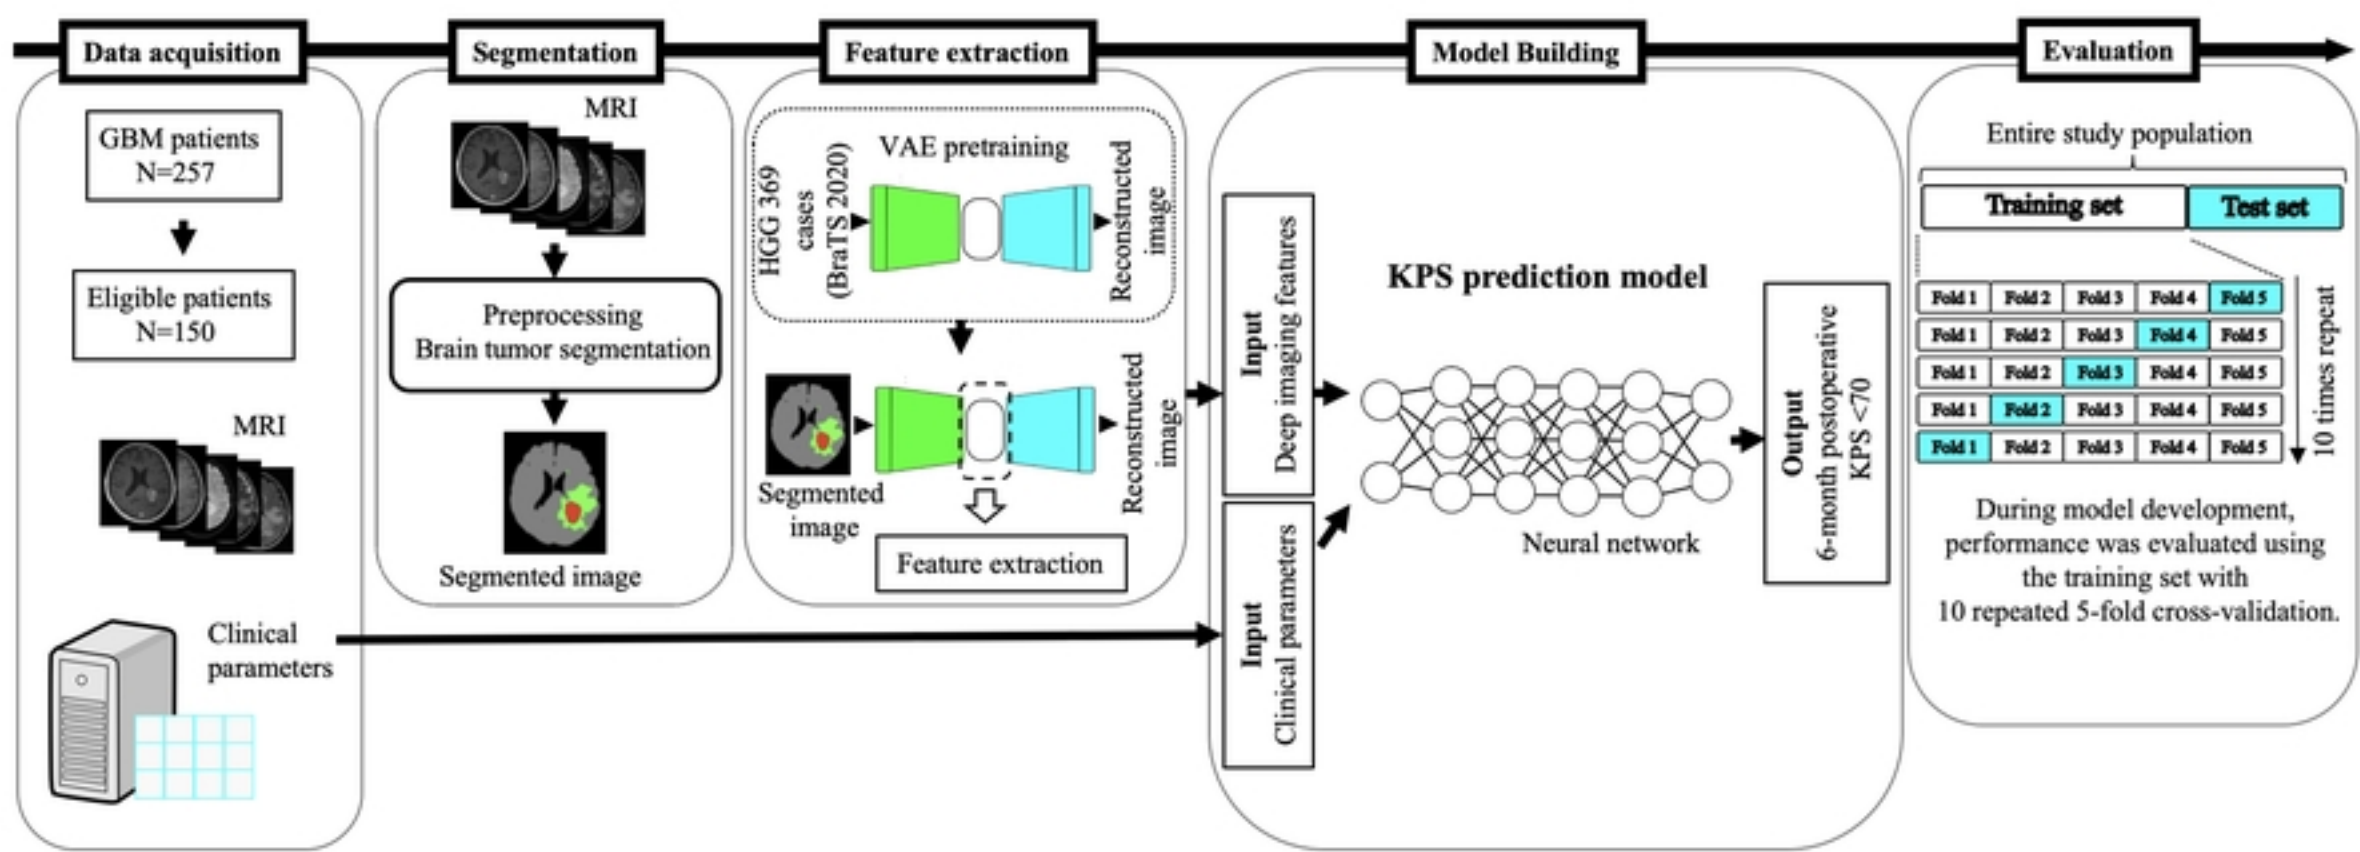 Data acquisition
Segmentation
Feature extraction
Model Building
Evaluation
GBM patients
N=257
Eligible patients
N=150
MRI
Clinical
parameters
MRI
Preprocessing
Brain tumor segmentation
Segmented image
VAE pretraining
HGG 369
cases
(BraTS 2020)
Reconstructed
image
Segmented
image
Reconstructed
image
Feature extraction
Input
Deep imaging features
Input
Clinical parameters
KPS prediction model
Neural network
Output
6-month postoperative
KPS <70
Entire study population
Training set
Test set
Fold 1 Fold 2 Fold 3 Fold 4 Fold 5
Fold 1 Fold 2 Fold 3 Fold 4 Fold 5
Fold 1 Fold 2 Fold 3 Fold 4 Fold 5
Fold 1 Fold 2 Fold 3 Fold 4 Fold 5
Fold 1 Fold 2 Fold 3 Fold 4 Fold 5
10 times repeat
During model development,
performance was evaluated using
the training set with
10 repeated 5-fold cross-validation.